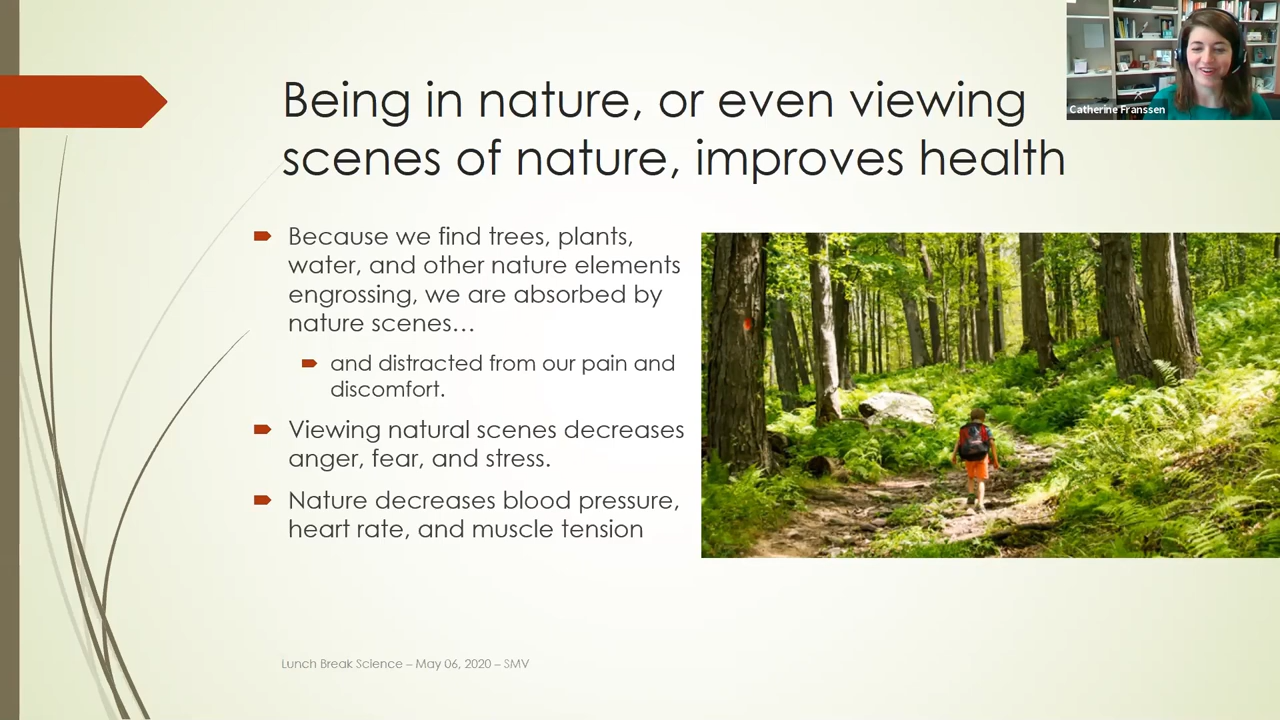 Being in nature, or even viewing
scenes of nature, improves health
Catherine Franssen
Because we find trees, plants,
water, and other nature elements
engrossing, we are absorbed by
nature scenes…
and distracted from our pain and
discomfort.
Viewing natural scenes decreases
anger, fear, and stress.
Nature decreases blood pressure,
heart rate, and muscle tension
Lunch Break Science – May 06, 2020 – SMV